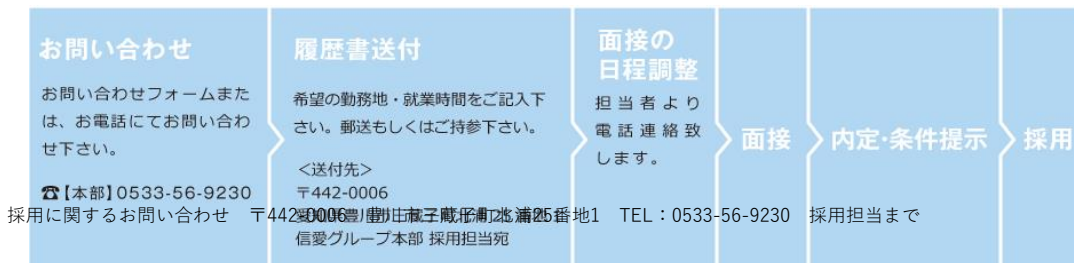 お問い合わせ
お問い合わせフォームまた
は、お電話にてお問い合わ
せ下さい。
☎【本部】0533-56-9230
履歴書送付
希望の勤務地・就業時間をご記入下
さい。郵送もしくはご持参下さい。
<送付先>
〒442-0006
信愛グループ本部 採用担当宛
面接の
日程調整
担当者より
電話連絡致
します。
面接
内定・条件提示
採用
採用に関するお問い合わせ 〒442-0006 番地1 TEL：0533-56-9230 採用担当まで